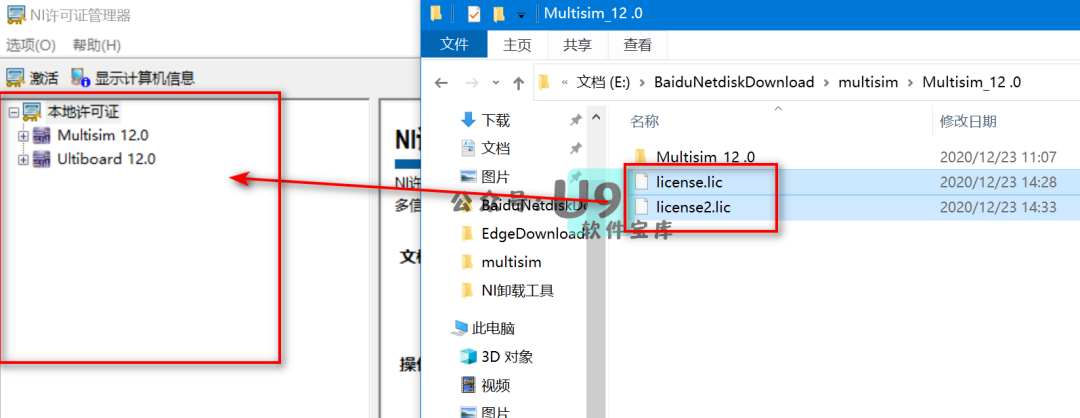 NI许可证管理器
选项(O) 帮助(H)
激活 显示计算机信息
本地许可证
Multisim 12.0
Ultiboard 12.0
NI
NI许
多信
文档
操作
Multisim_12 .0
文件 主页 共享 查看
« 文档 (E:) › BaiduNetdiskDownload › multisim › Multisim_12 .0
下载
文档
图片
BaiduNetdiskDo
EdgeDownload
multisim
NI卸载工具
此电脑
3D 对象
视频
图片
名称 修改日期
Multisim_12 .0 2020/12/23 11:07
license.lic 2020/12/23 14:28
license2.lic 2020/12/23 14:33
公众号 U9
软件宝库